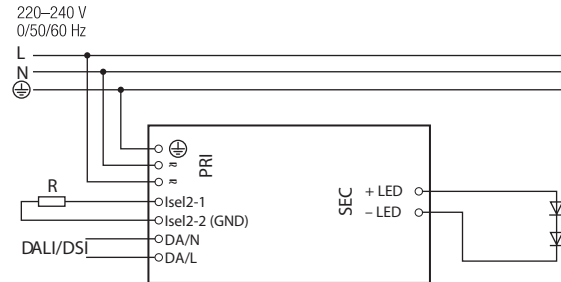 220–240 V
0/50/60 Hz
L
N
PRI
≂
≂
R
Isel2-1
Isel2-2 (GND)
DALI/DSI
DA/N
DA/L
SEC
+ LED
– LED